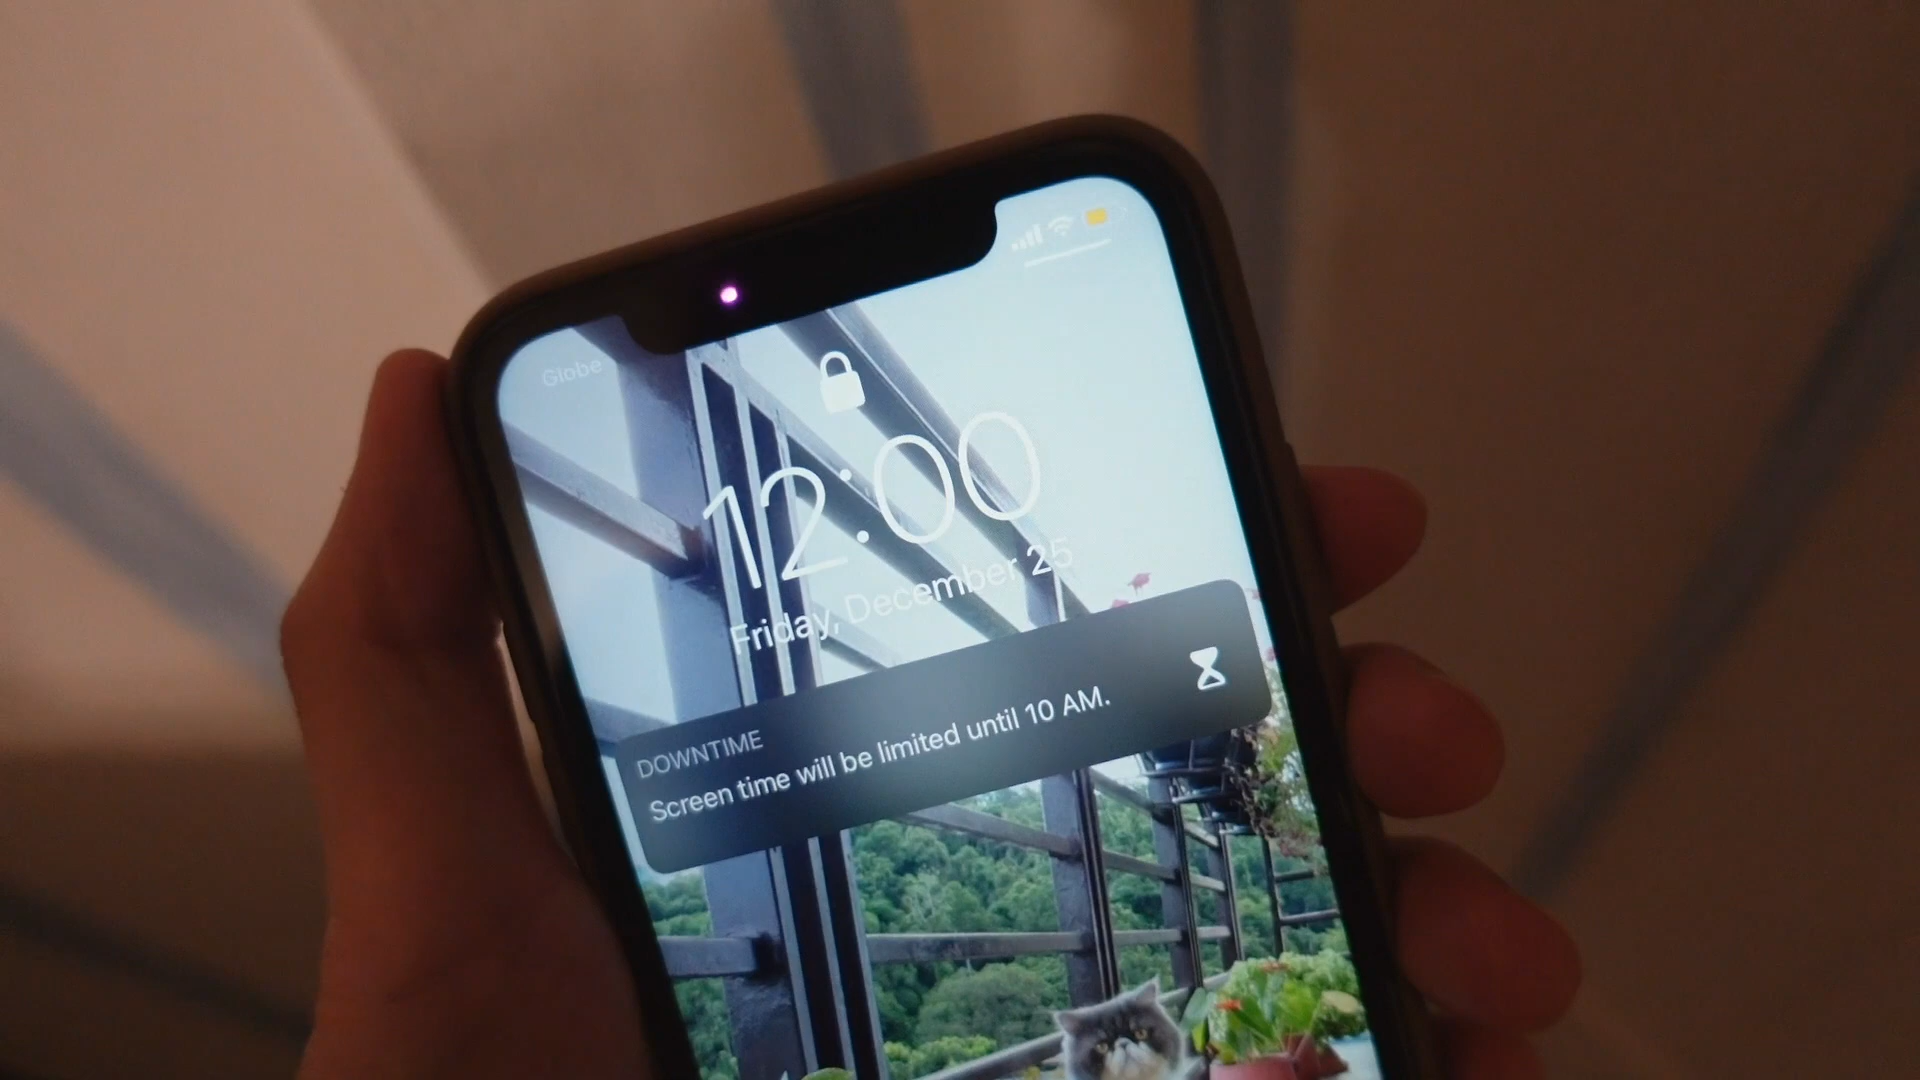 Globe
12:00
Friday, December 25
DOWNTIME
Screen time will be limited until 10 AM.